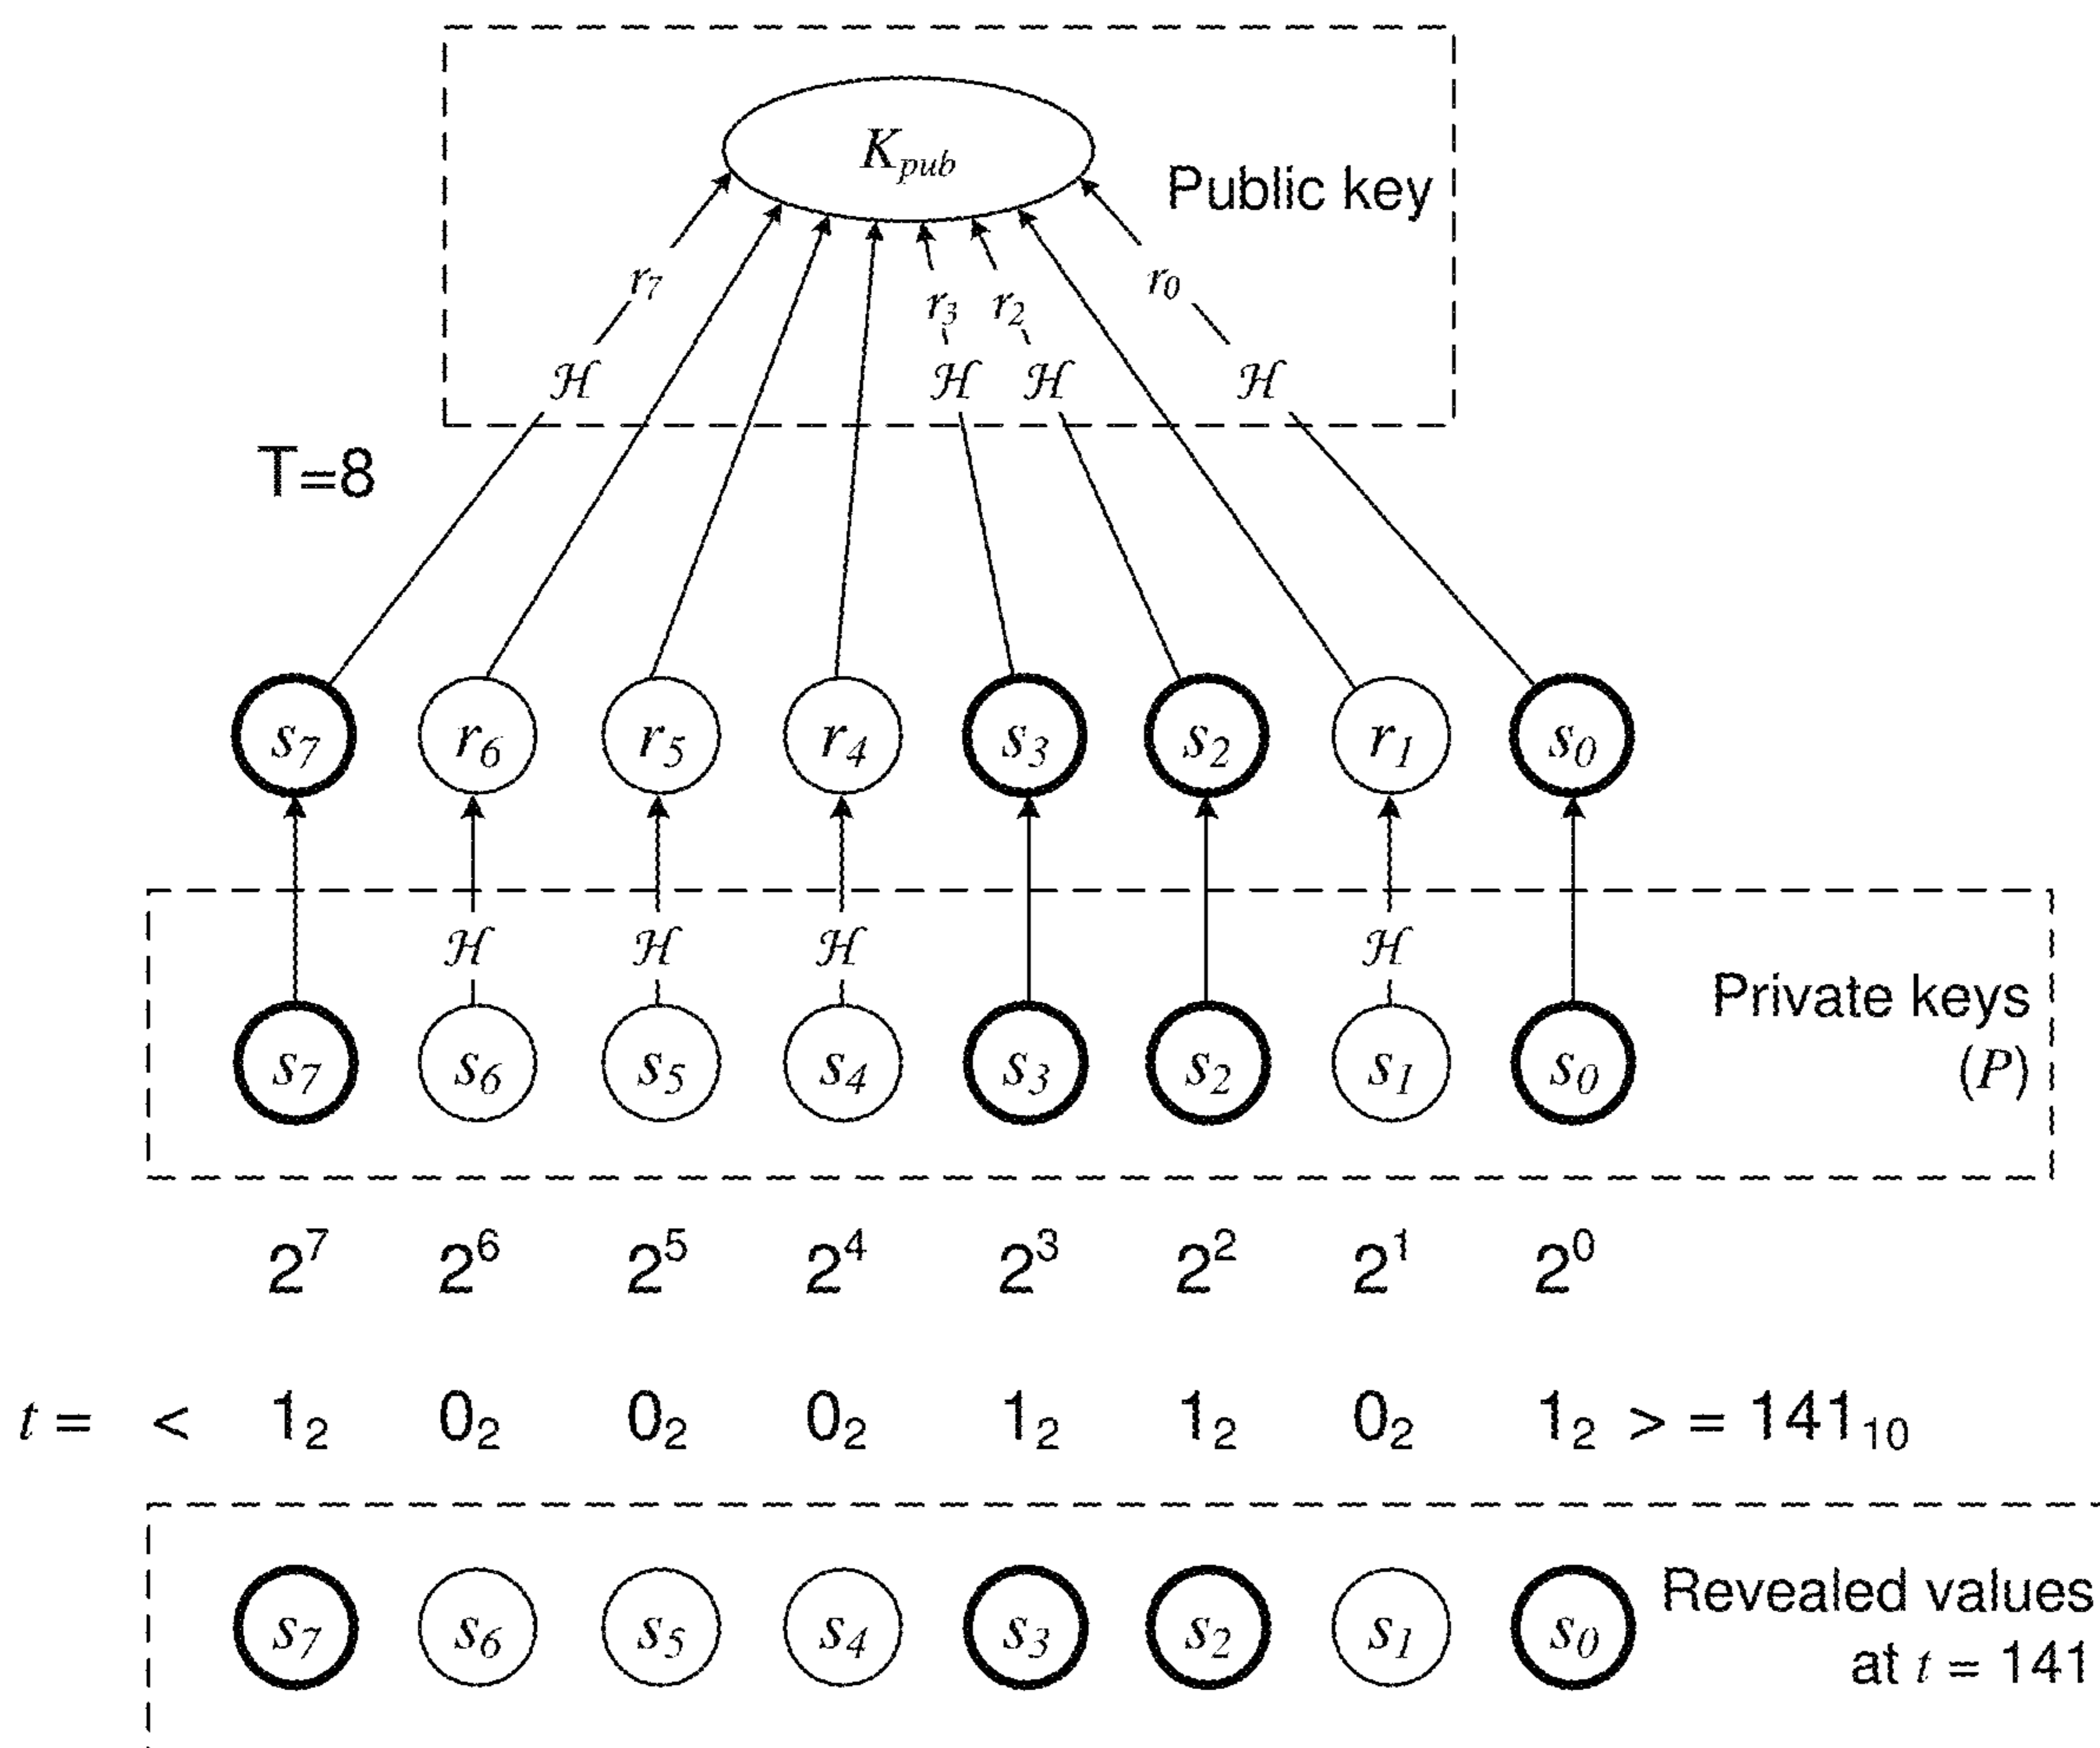 K_pub
Public key
r_7 r_3 r_2 r_0
ℋ ℋ ℋ ℋ
T=8
s_7 r_6 r_5 r_4 s_3 s_2 r_1 s_0
ℋ ℋ ℋ ℋ
Private keys
(P)
s_7 s_6 s_5 s_4 s_3 s_2 s_1 s_0
2^7 2^6 2^5 2^4 2^3 2^2 2^1 2^0
t = < 1_2 0_2 0_2 0_2 1_2 1_2 0_2 1_2 > = 141_10
Revealed values
at t = 141
s_7 s_6 s_5 s_4 s_3 s_2 s_1 s_0